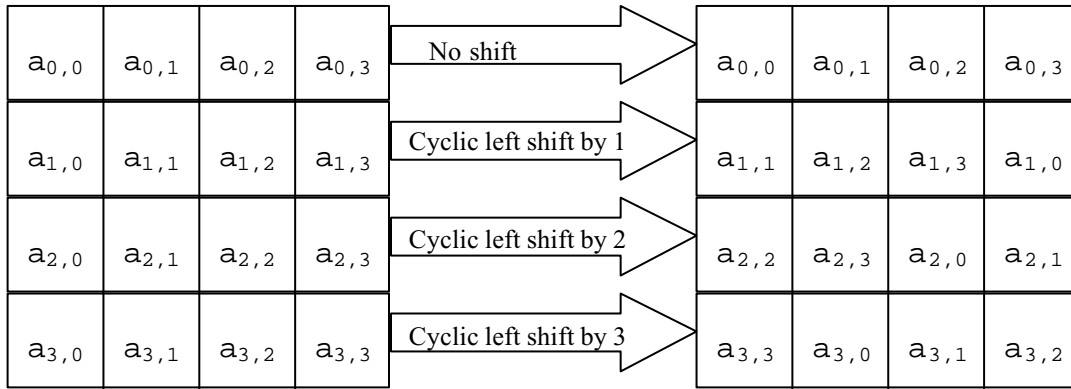 a0,0 a0,1 a0,2 a0,3 No shift a0,0 a0,1 a0,2 a0,3
a1,0 a1,1 a1,2 a1,3 Cyclic left shift by 1 a1,1 a1,2 a1,3 a1,0
a2,0 a2,1 a2,2 a2,3 Cyclic left shift by 2 a2,2 a2,3 a2,0 a2,1
a3,0 a3,1 a3,2 a3,3 Cyclic left shift by 3 a3,3 a3,0 a3,1 a3,2